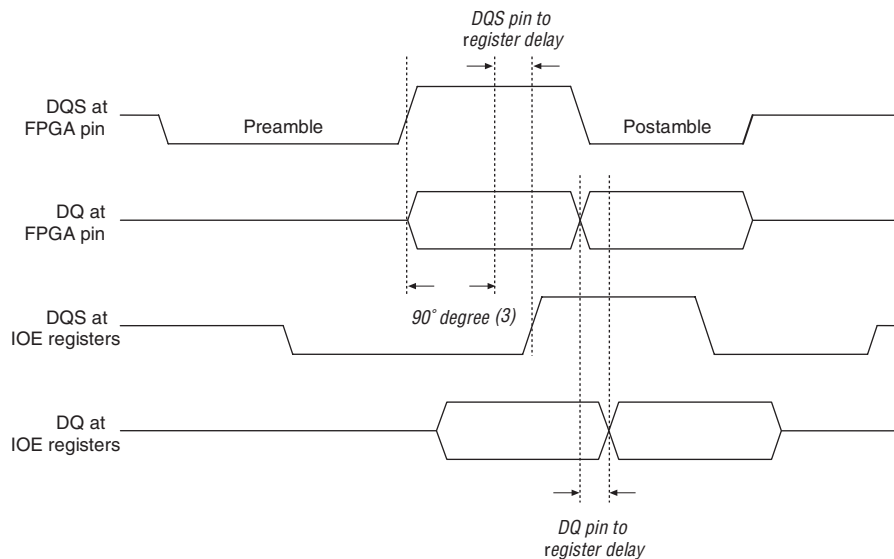 DQS pin to
register delay
DQS at
FPGA pin
Preamble
Postamble
DQ at
FPGA pin
90˚ degree (3)
DQS at
IOE registers
DQ at
IOE registers
DQ pin to
register delay